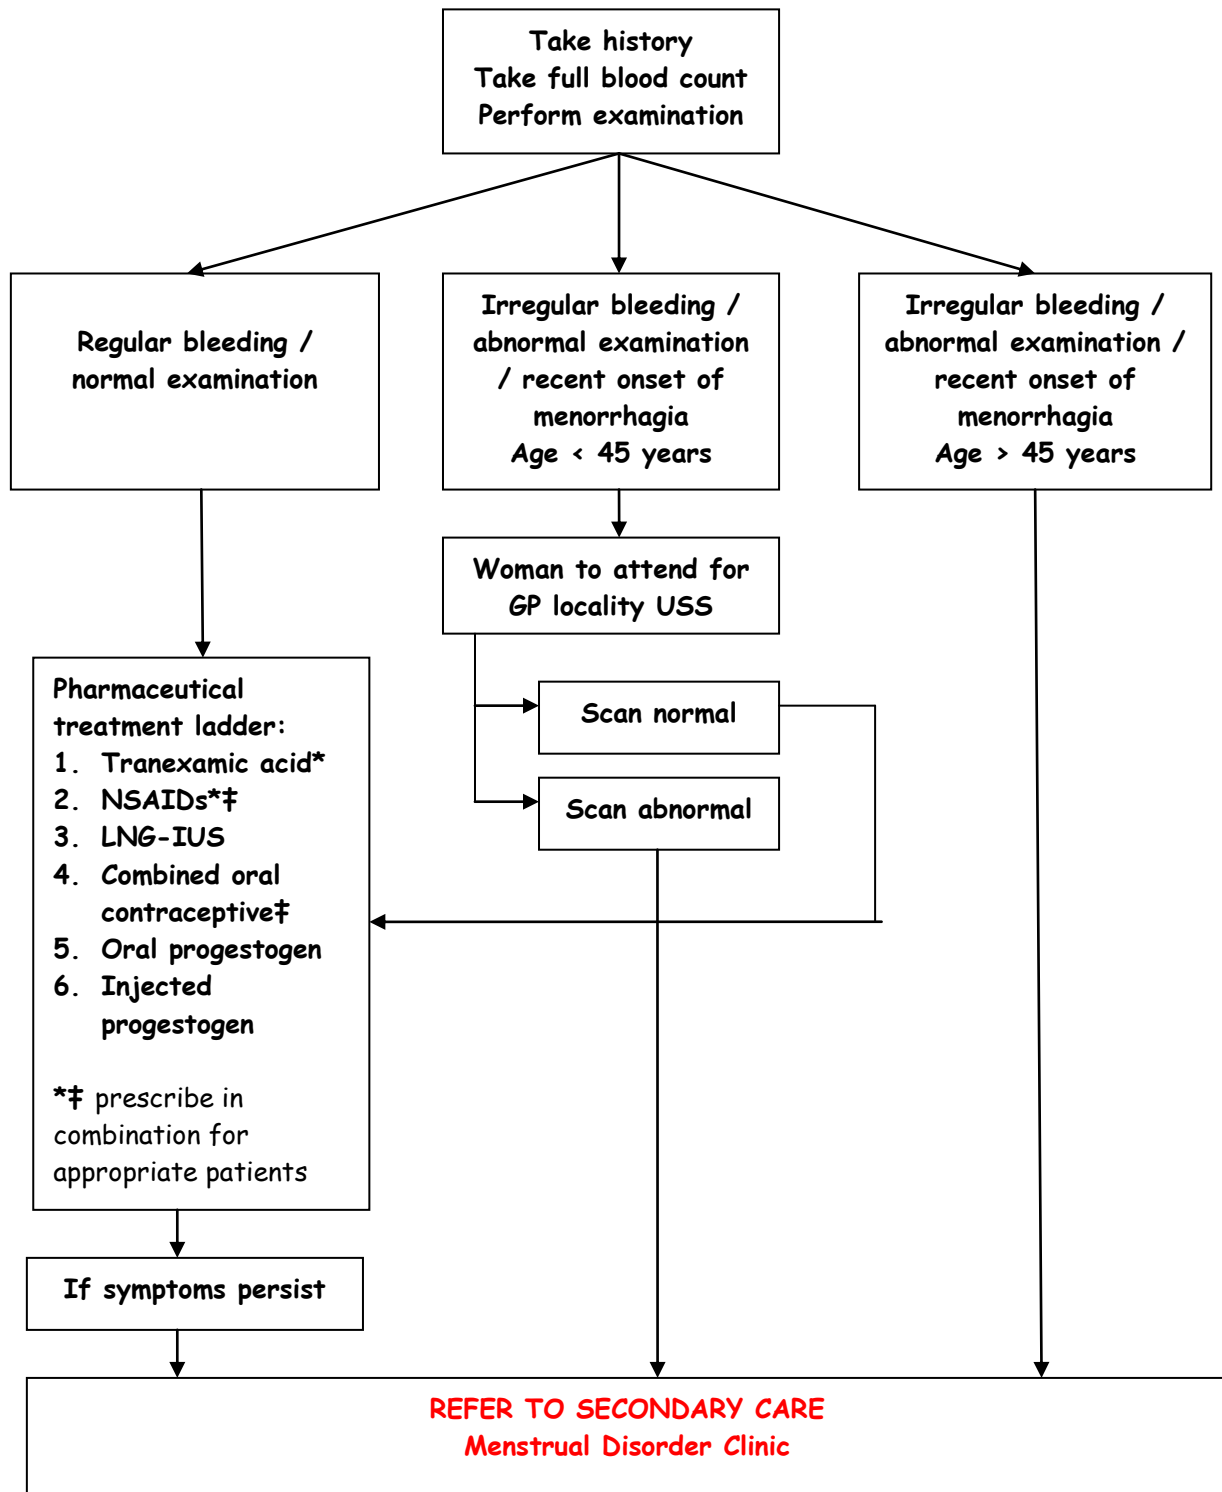 Take history
Take full blood count
Perform examination
Regular bleeding /
normal examination
Irregular bleeding /
abnormal examination
/ recent onset of
menorrhagia
Age < 45 years
Irregular bleeding /
abnormal examination /
recent onset of
menorrhagia
Age > 45 years
Woman to attend for
GP locality USS
Scan normal
Scan abnormal
Pharmaceutical
treatment ladder:
1. Tranexamic acid*
2. NSAIDs*‡
3. LNG-IUS
4. Combined oral
contraceptive‡
5. Oral progestogen
6. Injected
progestogen
*‡ prescribe in
combination for
appropriate patients
If symptoms persist
REFER TO SECONDARY CARE
Menstrual Disorder Clinic